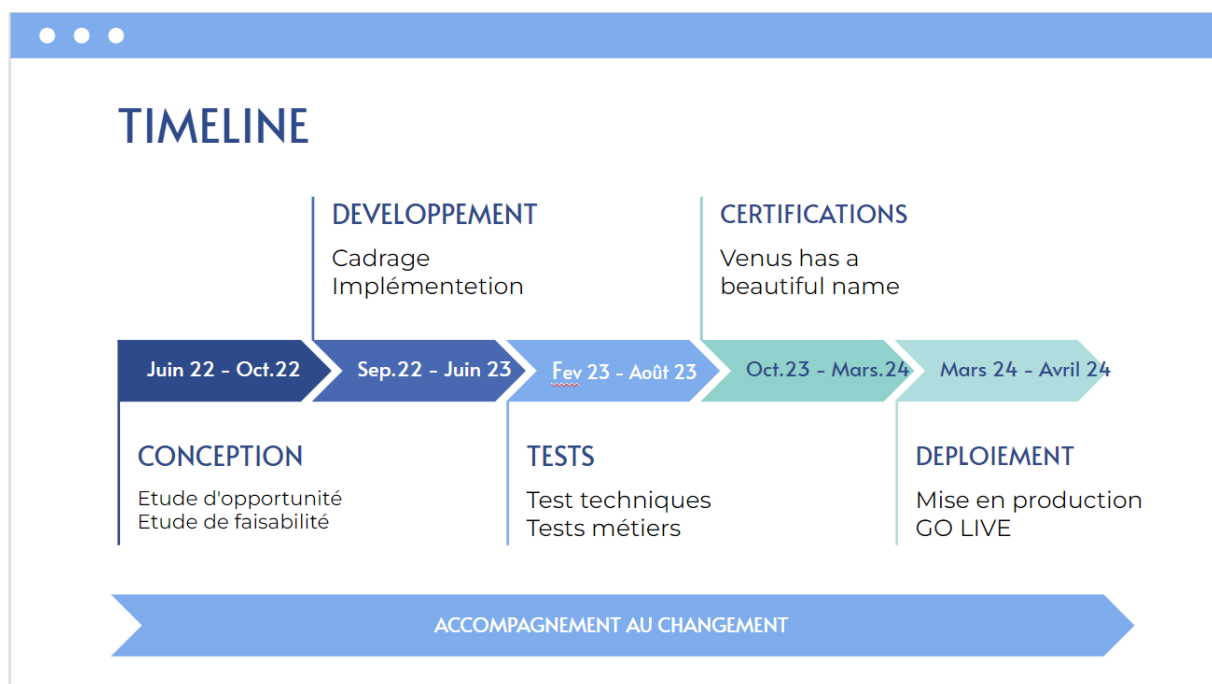 TIMELINE
DEVELOPPEMENT
Cadrage
Implémentetion
CERTIFICATIONS
Venus has a
beautiful name
Juin 22 - Oct.22
Sep.22 - Juin 23
Fev 23 - Août 23
Oct.23 - Mars.24
Mars 24 - Avril 24
CONCEPTION
Etude d'opportunité
Etude de faisabilité
TESTS
Test techniques
Tests métiers
DEPLOIEMENT
Mise en production
GO LIVE
ACCOMPAGNEMENT AU CHANGEMENT